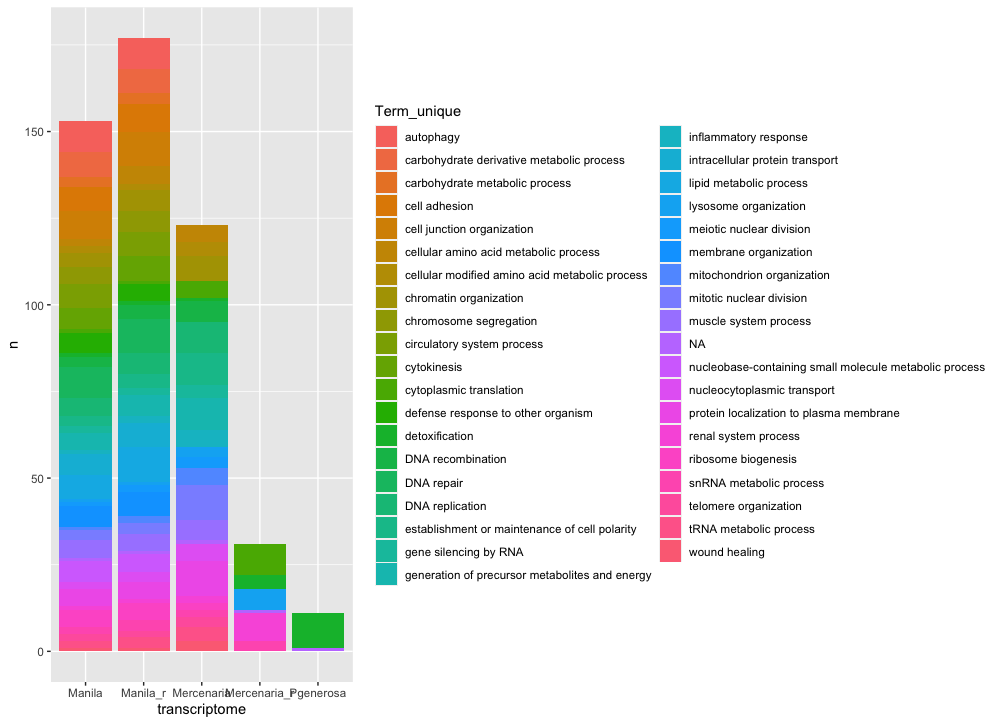 n
150
100
50
0
Manila
Manila_r
Mercenaria
Mercenaria_r
Pgenerosa
transcriptome
Term_unique
autophagy
carbohydrate derivative metabolic process
carbohydrate metabolic process
cell adhesion
cell junction organization
cellular amino acid metabolic process
cellular modified amino acid metabolic process
chromatin organization
chromosome segregation
circulatory system process
cytokinesis
cytoplasmic translation
defense response to other organism
detoxification
DNA recombination
DNA repair
DNA replication
establishment or maintenance of cell polarity
gene silencing by RNA
generation of precursor metabolites and energy
inflammatory response
intracellular protein transport
lipid metabolic process
lysosome organization
meiotic nuclear division
membrane organization
mitochondrion organization
mitotic nuclear division
muscle system process
NA
nucleobase-containing small molecule metabolic process
nucleocytoplasmic transport
protein localization to plasma membrane
renal system process
ribosome biogenesis
snRNA metabolic process
telomere organization
tRNA metabolic process
wound healing